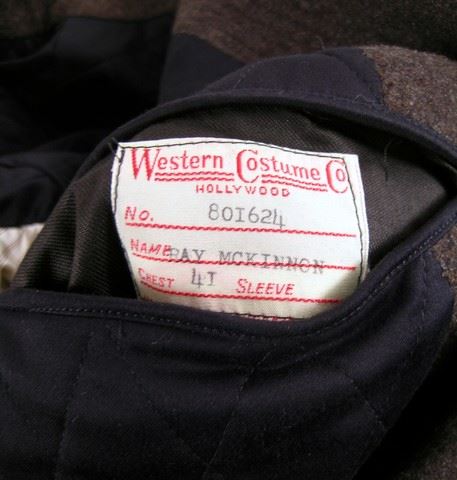 Western Costume Co
HOLLYWOOD
No. 801624
NAME RAY MCKINNON
CHEST 41 SLEEVE